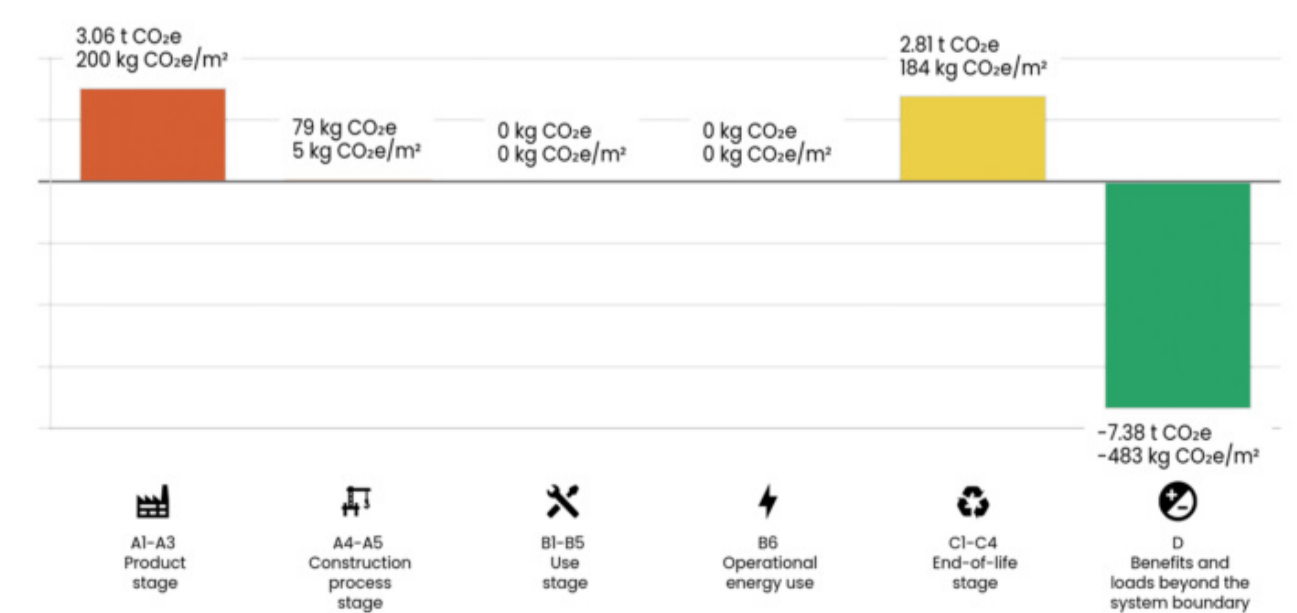 3.06 t CO₂e
200 kg CO₂e/m²
79 kg CO₂e
5 kg CO₂e/m²
0 kg CO₂e
0 kg CO₂e/m²
0 kg CO₂e
0 kg CO₂e/m²
2.81 t CO₂e
184 kg CO₂e/m²
-7.38 t CO₂e
-483 kg CO₂e/m²
A1-A3
Product
stage
A4-A5
Construction
process
stage
B1-B5
Use
stage
B6
Operational
energy use
C1-C4
End-of-life
stage
D
Benefits and
loads beyond the
system boundary